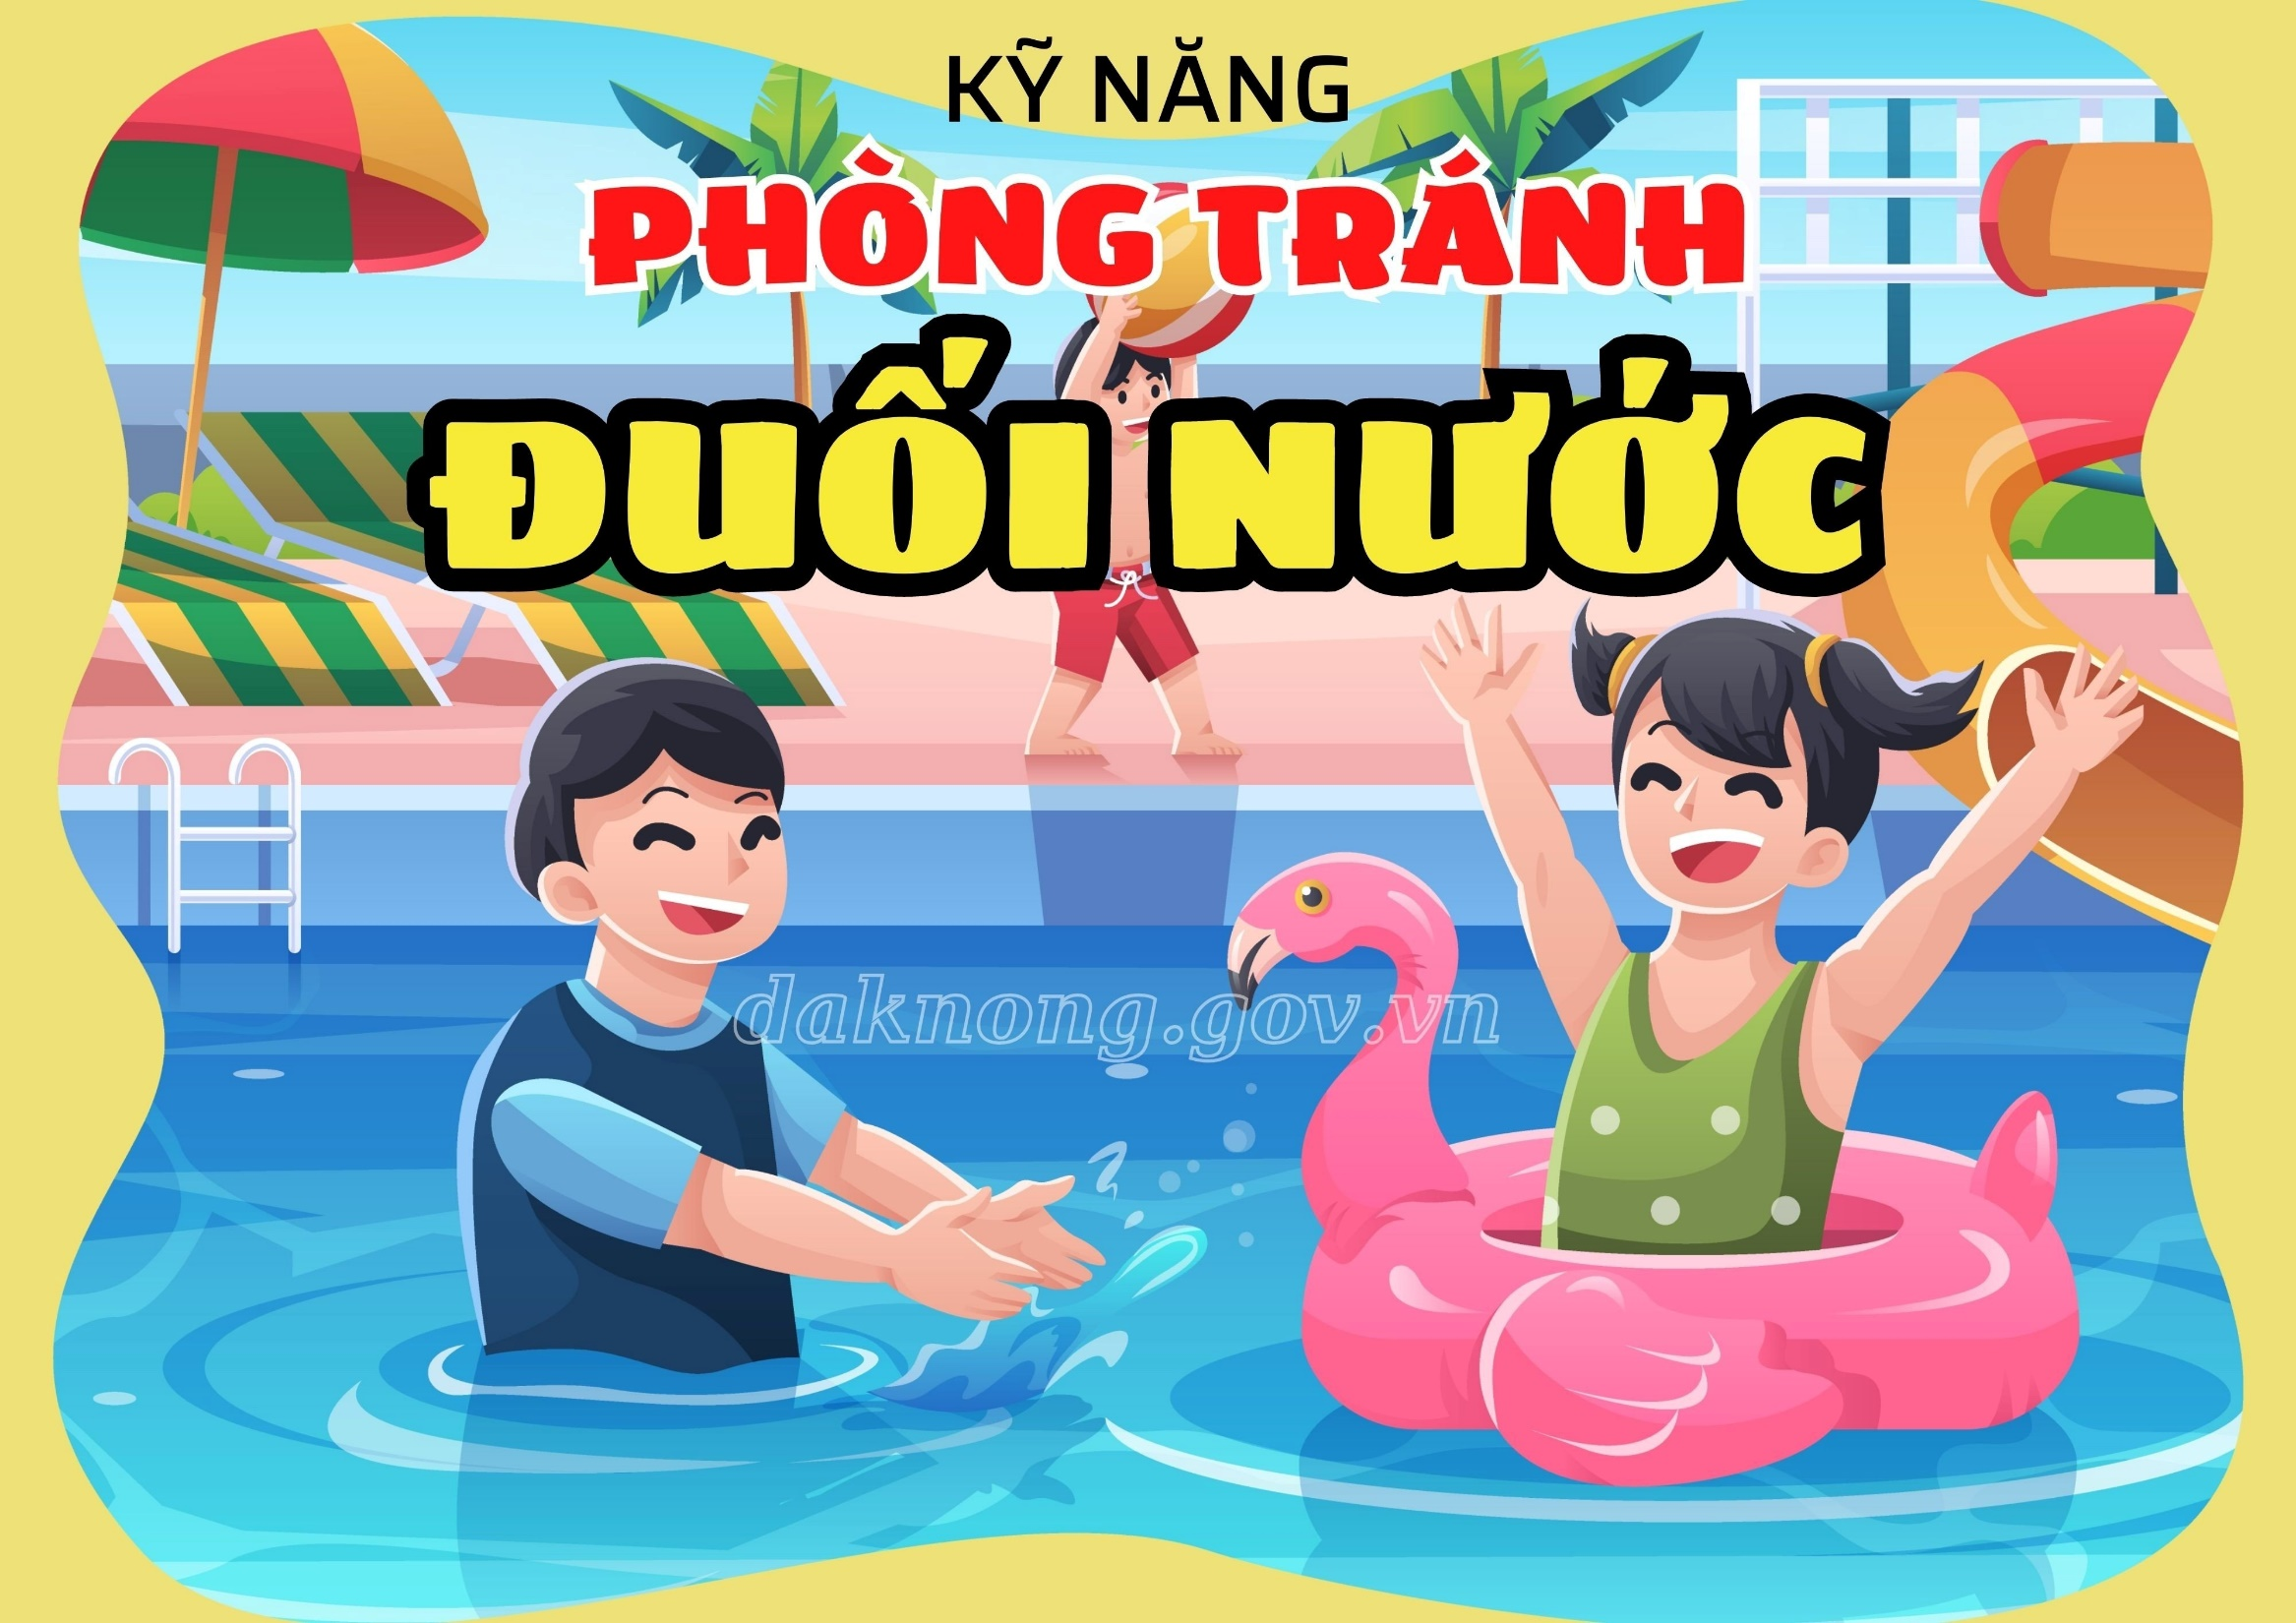 KỸ NĂNG
PHÒNG TRÁNH
ĐUỐI NƯỚC
daknong.gov.vn